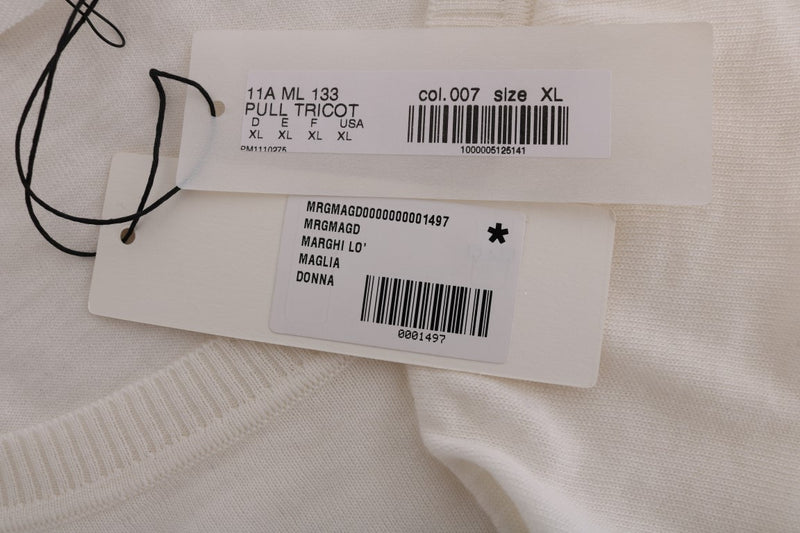 11A ML 133 col.007 size XL
PULL TRICOT
D E F USA
XL XL XL XL
PM1110275 1000005125141
MRGMAGD0000000001497
MRGMAGD *
MARGHI LO'
MAGLIA
DONNA
0001497